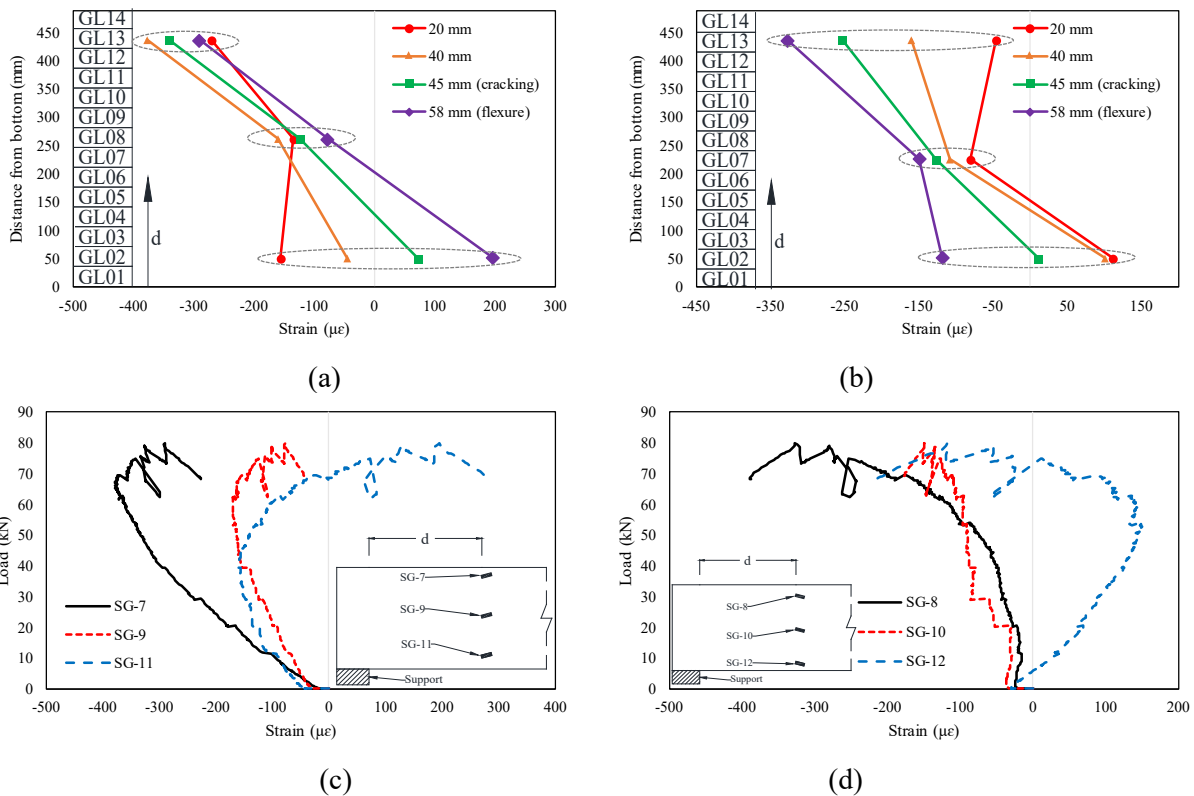 GL14
GL13
GL12
GL11
GL10
GL09
GL08
GL07
GL06
GL05
GL04
GL03
GL02
GL01
450
400
350
300
250
200
150
100
50
0
Distance from bottom (mm)
d
20 mm
40 mm
45 mm (cracking)
58 mm (flexure)
-500 -400 -300 -200 -100 0 100 200 300
Strain (με)
(a)
GL14
GL13
GL12
GL11
GL10
GL09
GL08
GL07
GL06
GL05
GL04
GL03
GL02
GL01
450
400
350
300
250
200
150
100
50
0
Distance from bottom (mm)
d
20 mm
40 mm
45 mm (cracking)
58 mm (flexure)
-450 -350 -250 -150 -50 50 150
Strain (με)
(b)
90
80
70
60
50
40
30
20
10
0
Load (kN)
SG-7
SG-9
SG-11
d
SG-7
SG-9
SG-11
Support
-500 -400 -300 -200 -100 0 100 200 300 400
Strain (με)
(c)
90
80
70
60
50
40
30
20
10
0
Load (kN)
d
SG-8
SG-10
SG-12
Support
SG-8
SG-10
SG-12
-500 -400 -300 -200 -100 0 100 200
Strain (με)
(d)